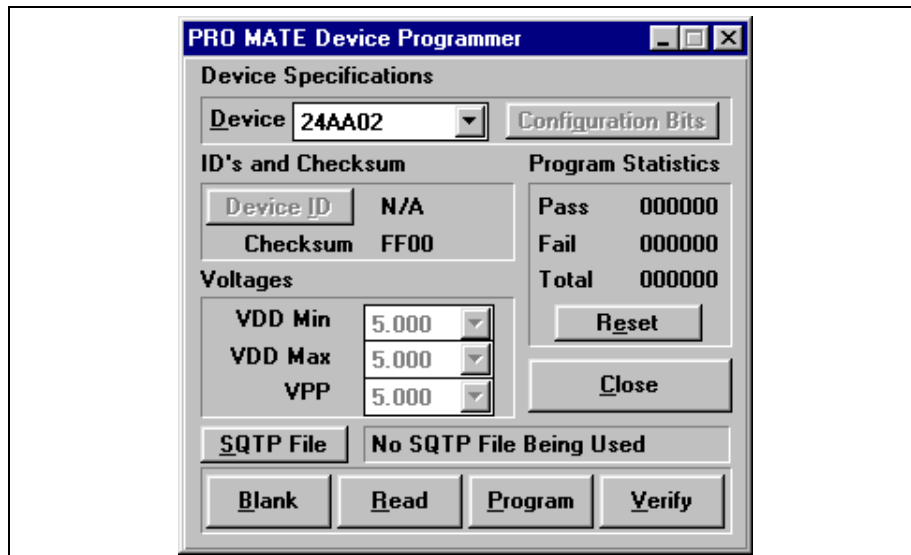 PRO MATE Device Programmer
Device Specifications
Device 24AA02 Configuration Bits
ID's and Checksum
Device ID N/A
Checksum FF00
Voltages
VDD Min 5.000
VDD Max 5.000
VPP 5.000
Program Statistics
Pass 000000
Fail 000000
Total 000000
Reset
Close
SQTP File No SQTP File Being Used
Blank Read Program Verify